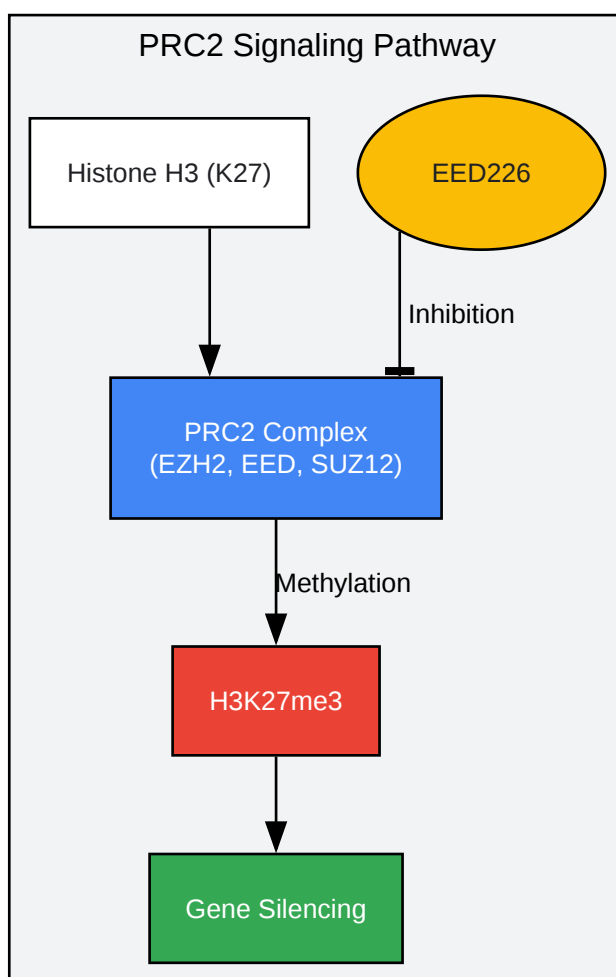 PRC2 Signaling Pathway
Histone H3 (K27)
EED226
Inhibition
PRC2 Complex
(EZH2, EED, SUZ12)
Methylation
H3K27me3
Gene Silencing